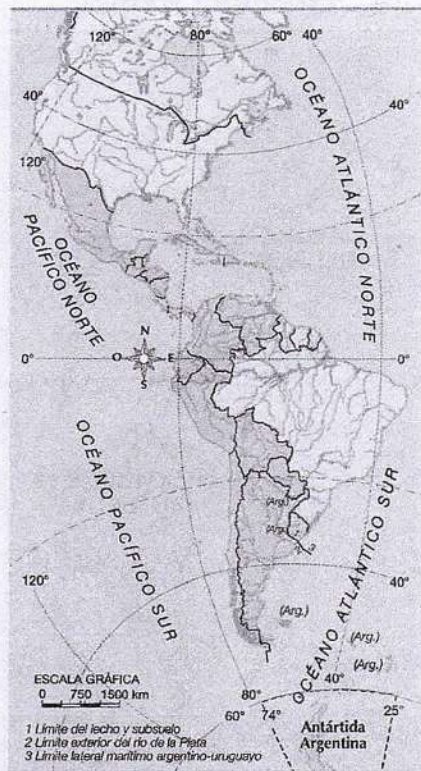 120°
80°
60°
40°
40°
40°
120°
OCÉANO ATLÁNTICO NORTE
OCÉANO
PACÍFICO NORTE
N
O
E
S
0°
0°
OCÉANO PACÍFICO SUR
OCÉANO ATLÁNTICO SUR
(Arg.)
(Arg.)
3
120°
40°
(Arg.)
(Arg.)
(Arg.)
ESCALA GRÁFICA
0 750 1500 km
80°
60°
74°
40°
25°
Antártida
Argentina
1 Límite del lecho y subsuelo
2 Límite exterior del río de la Plata
3 Límite lateral marítimo argentino-uruguayo